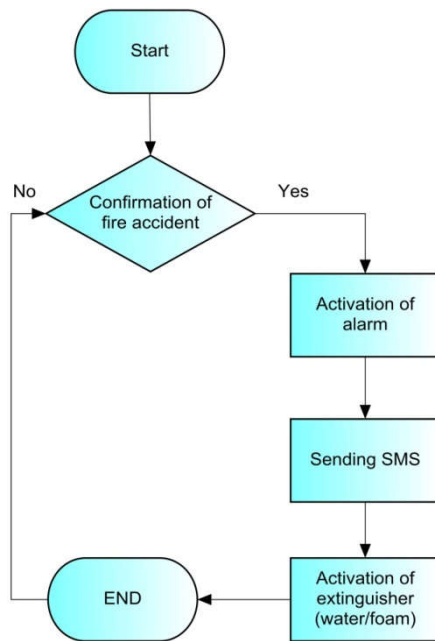 Start
No
Confirmation of
fire accident
Yes
Activation of
alarm
Sending SMS
Activation of
extinguisher
(water/foam)
END